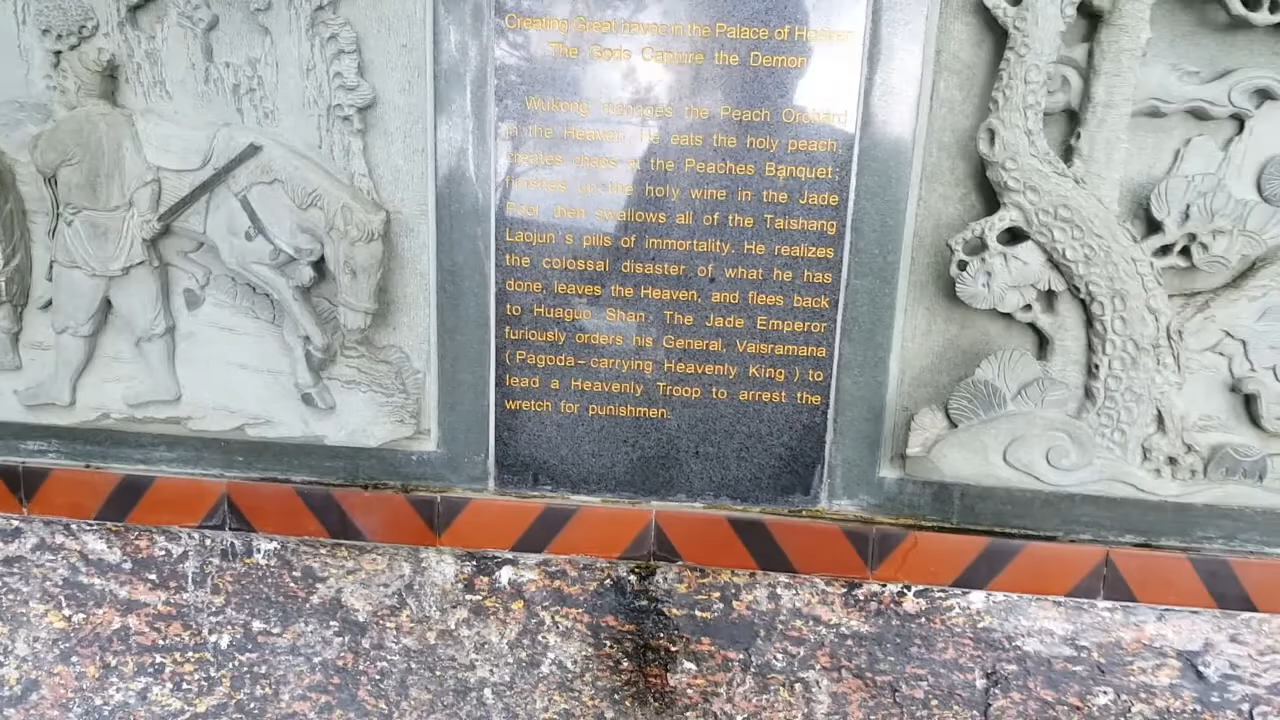 Creating Great havoc in the Palace of Heaven
The Gods Capture the Demon
Wukong manages the Peach Orchard
in the Heaven. He eats the holy peach,
creates chaos at the Peaches Banquet;
finishes up the holy wine in the Jade
Pool, then swallows all of the Taishang
Laojun's pills of immortality. He realizes
the colossal disaster of what he has
done, leaves the Heaven, and flees back
to Huaguo Shan. The Jade Emperor
furiously orders his General, Vaisramana
( Pagoda-carrying Heavenly King ) to
lead a Heavenly Troop to arrest the
wretch for punishmen.